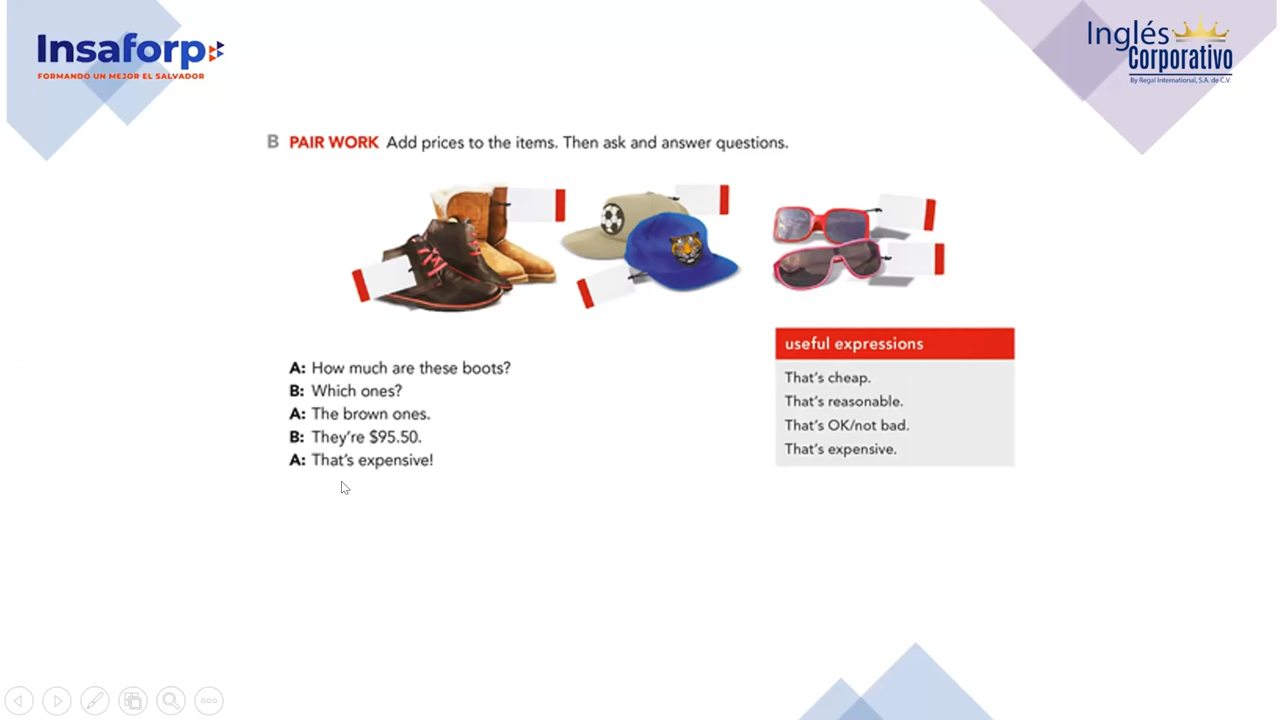 Insaforp
FORMANDO UN MEJOR EL SALVADOR
Inglés
Corporativo
By Regal International, S.A. de C.V.
B PAIR WORK Add prices to the items. Then ask and answer questions.
A: How much are these boots?
B: Which ones?
A: The brown ones.
B: They're $95.50.
A: That's expensive!
useful expressions
That's cheap.
That's reasonable.
That's OK/not bad.
That's expensive.